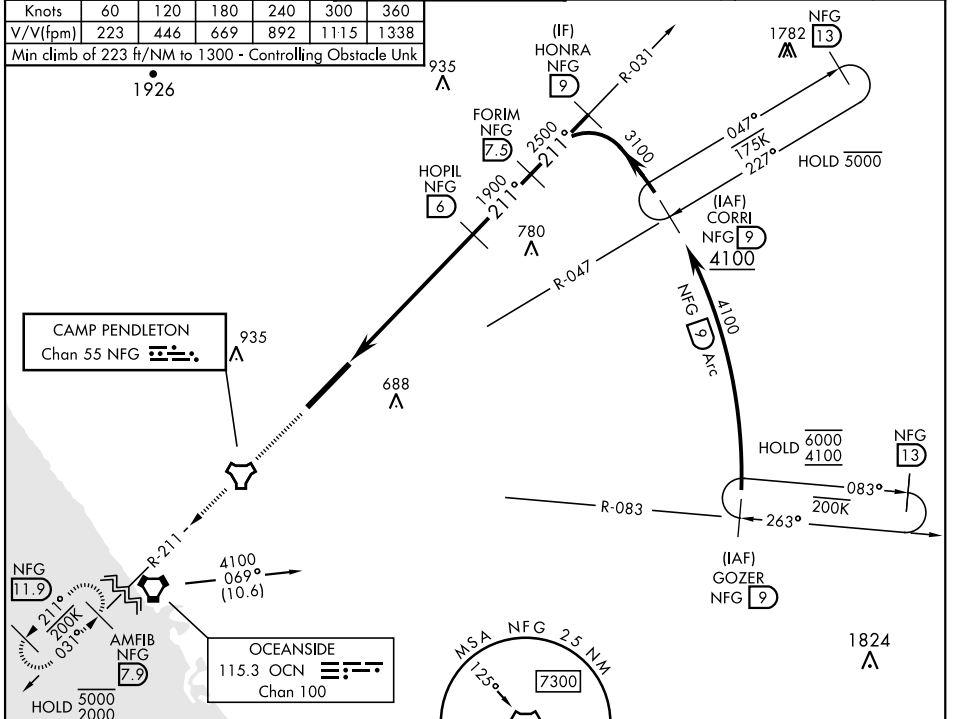 Knots 60 120 180 240 300 360
V/V(fpm) 223 446 669 892 1115 1338
Min climb of 223 ft/NM to 1300 - Controlling Obstacle Unk
1926
935
(IF)
HONRA
NFG
9
R-031
1782
NFG
13
FORIM
NFG
7.5
2500
211°
3100
047°
175K
227°
HOLD 5000
HOPIL
NFG
6
1900
211°
780
(IAF)
CORRI
NFG 9
4100
R-047
NFG 9 Arc
4100
CAMP PENDLETON
Chan 55 NFG
935
688
HOLD 6000
4100
NFG
13
083°
200K
263°
R-083
(IAF)
GOZER
NFG 9
R-211
4100
069°
(10.6)
NFG
11.9
211°
200K
031°
AMFIB
NFG
7.9
HOLD 5000
2000
OCEANSIDE
115.3 OCN
Chan 100
MSA NFG 25 NM
125°
7300
1824